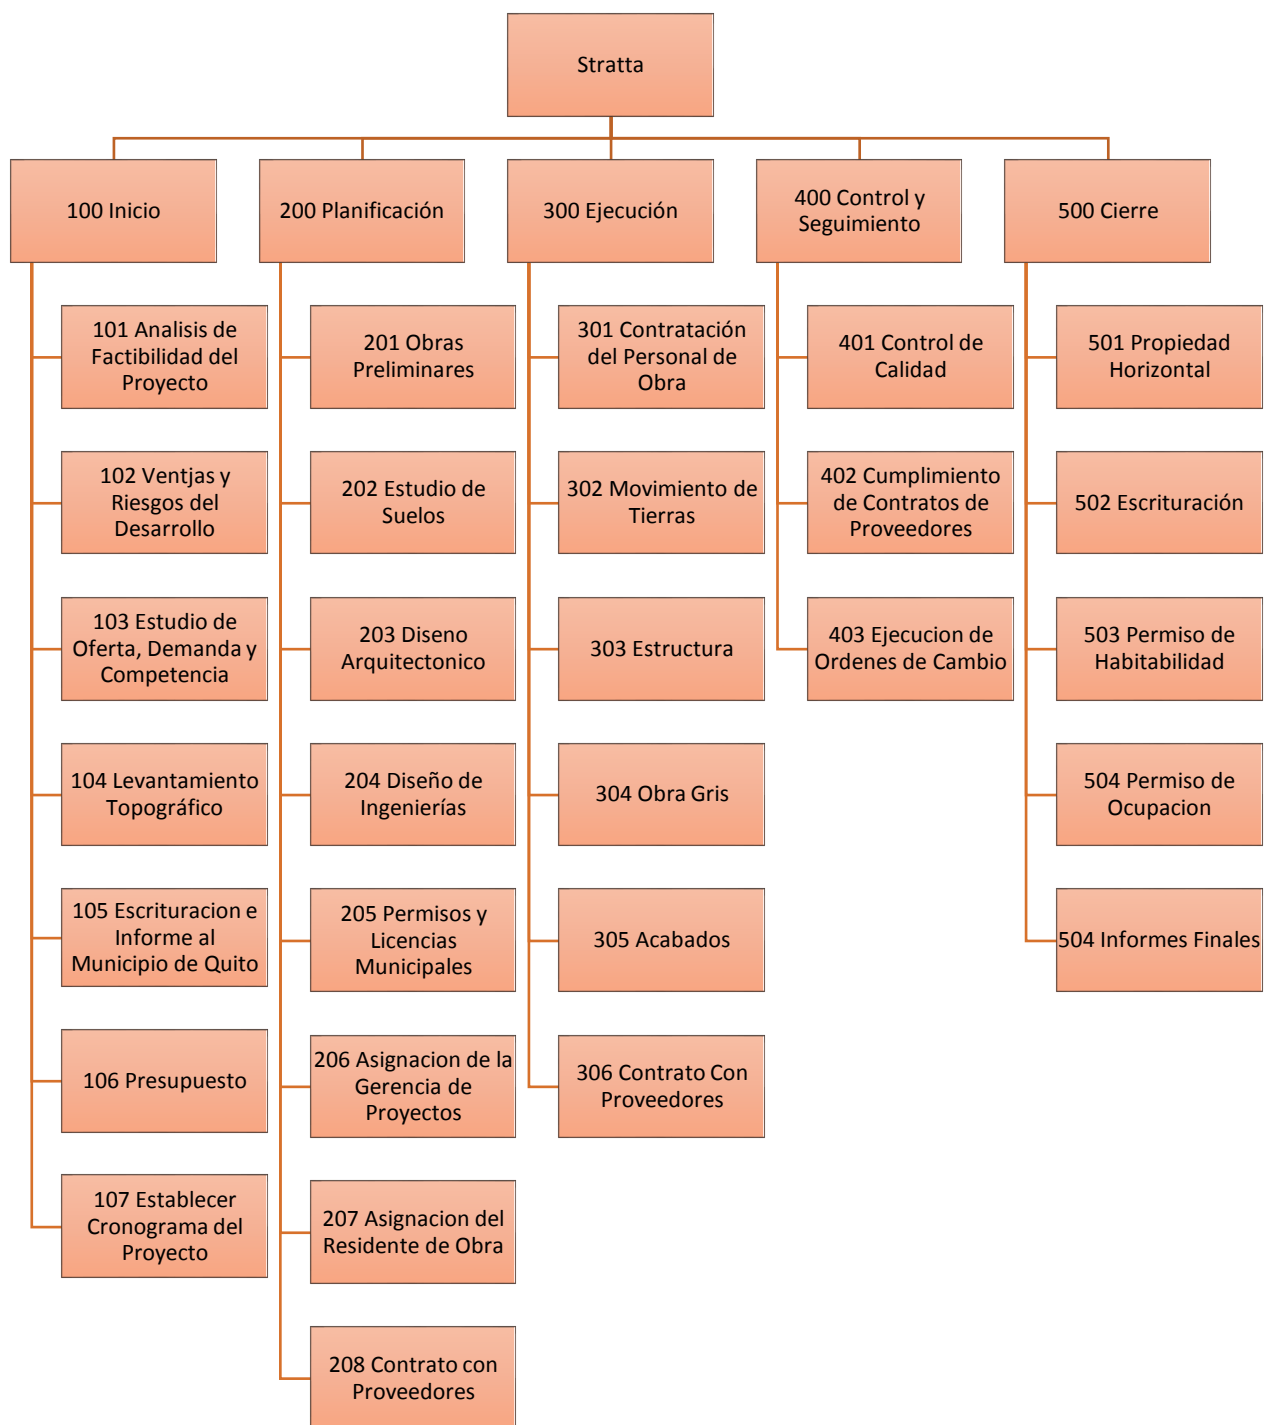 Stratta
100 Inicio
101 Analisis de
Factibilidad del
Proyecto
102 Ventjas y
Riesgos del
Desarrollo
103 Estudio de
Oferta, Demanda y
Competencia
104 Levantamiento
Topográfico
105 Escrituracion e
Informe al
Municipio de Quito
106 Presupuesto
107 Establecer
Cronograma del
Proyecto
200 Planificación
201 Obras
Preliminares
202 Estudio de
Suelos
203 Diseno
Arquitectonico
204 Diseño de
Ingenierías
205 Permisos y
Licencias
Municipales
206 Asignacion de la
Gerencia de
Proyectos
207 Asignacion del
Residente de Obra
208 Contrato con
Proveedores
300 Ejecución
301 Contratación
del Personal de
Obra
302 Movimiento de
Tierras
303 Estructura
304 Obra Gris
305 Acabados
306 Contrato Con
Proveedores
400 Control y
Seguimiento
401 Control de
Calidad
402 Cumplimiento
de Contratos de
Proveedores
403 Ejecucion de
Ordenes de Cambio
500 Cierre
501 Propiedad
Horizontal
502 Escrituración
503 Permiso de
Habitabilidad
504 Permiso de
Ocupacion
504 Informes Finales